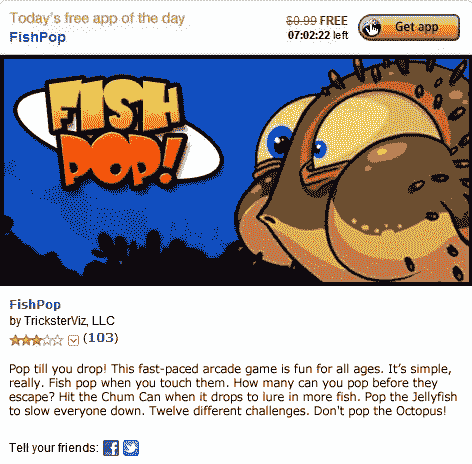 Today's free app of the day
FishPop
$0.99 FREE
07:02:22 left
Get app
FISH
POP!
FishPop
by TricksterViz, LLC
(103)
Pop till you drop! This fast-paced arcade game is fun for all ages. It's simple,
really. Fish pop when you touch them. How many can you pop before they
escape? Hit the Chum Can when it drops to lure in more fish. Pop the Jellyfish
to slow everyone down. Twelve different challenges. Don't pop the Octopus!
Tell your friends: